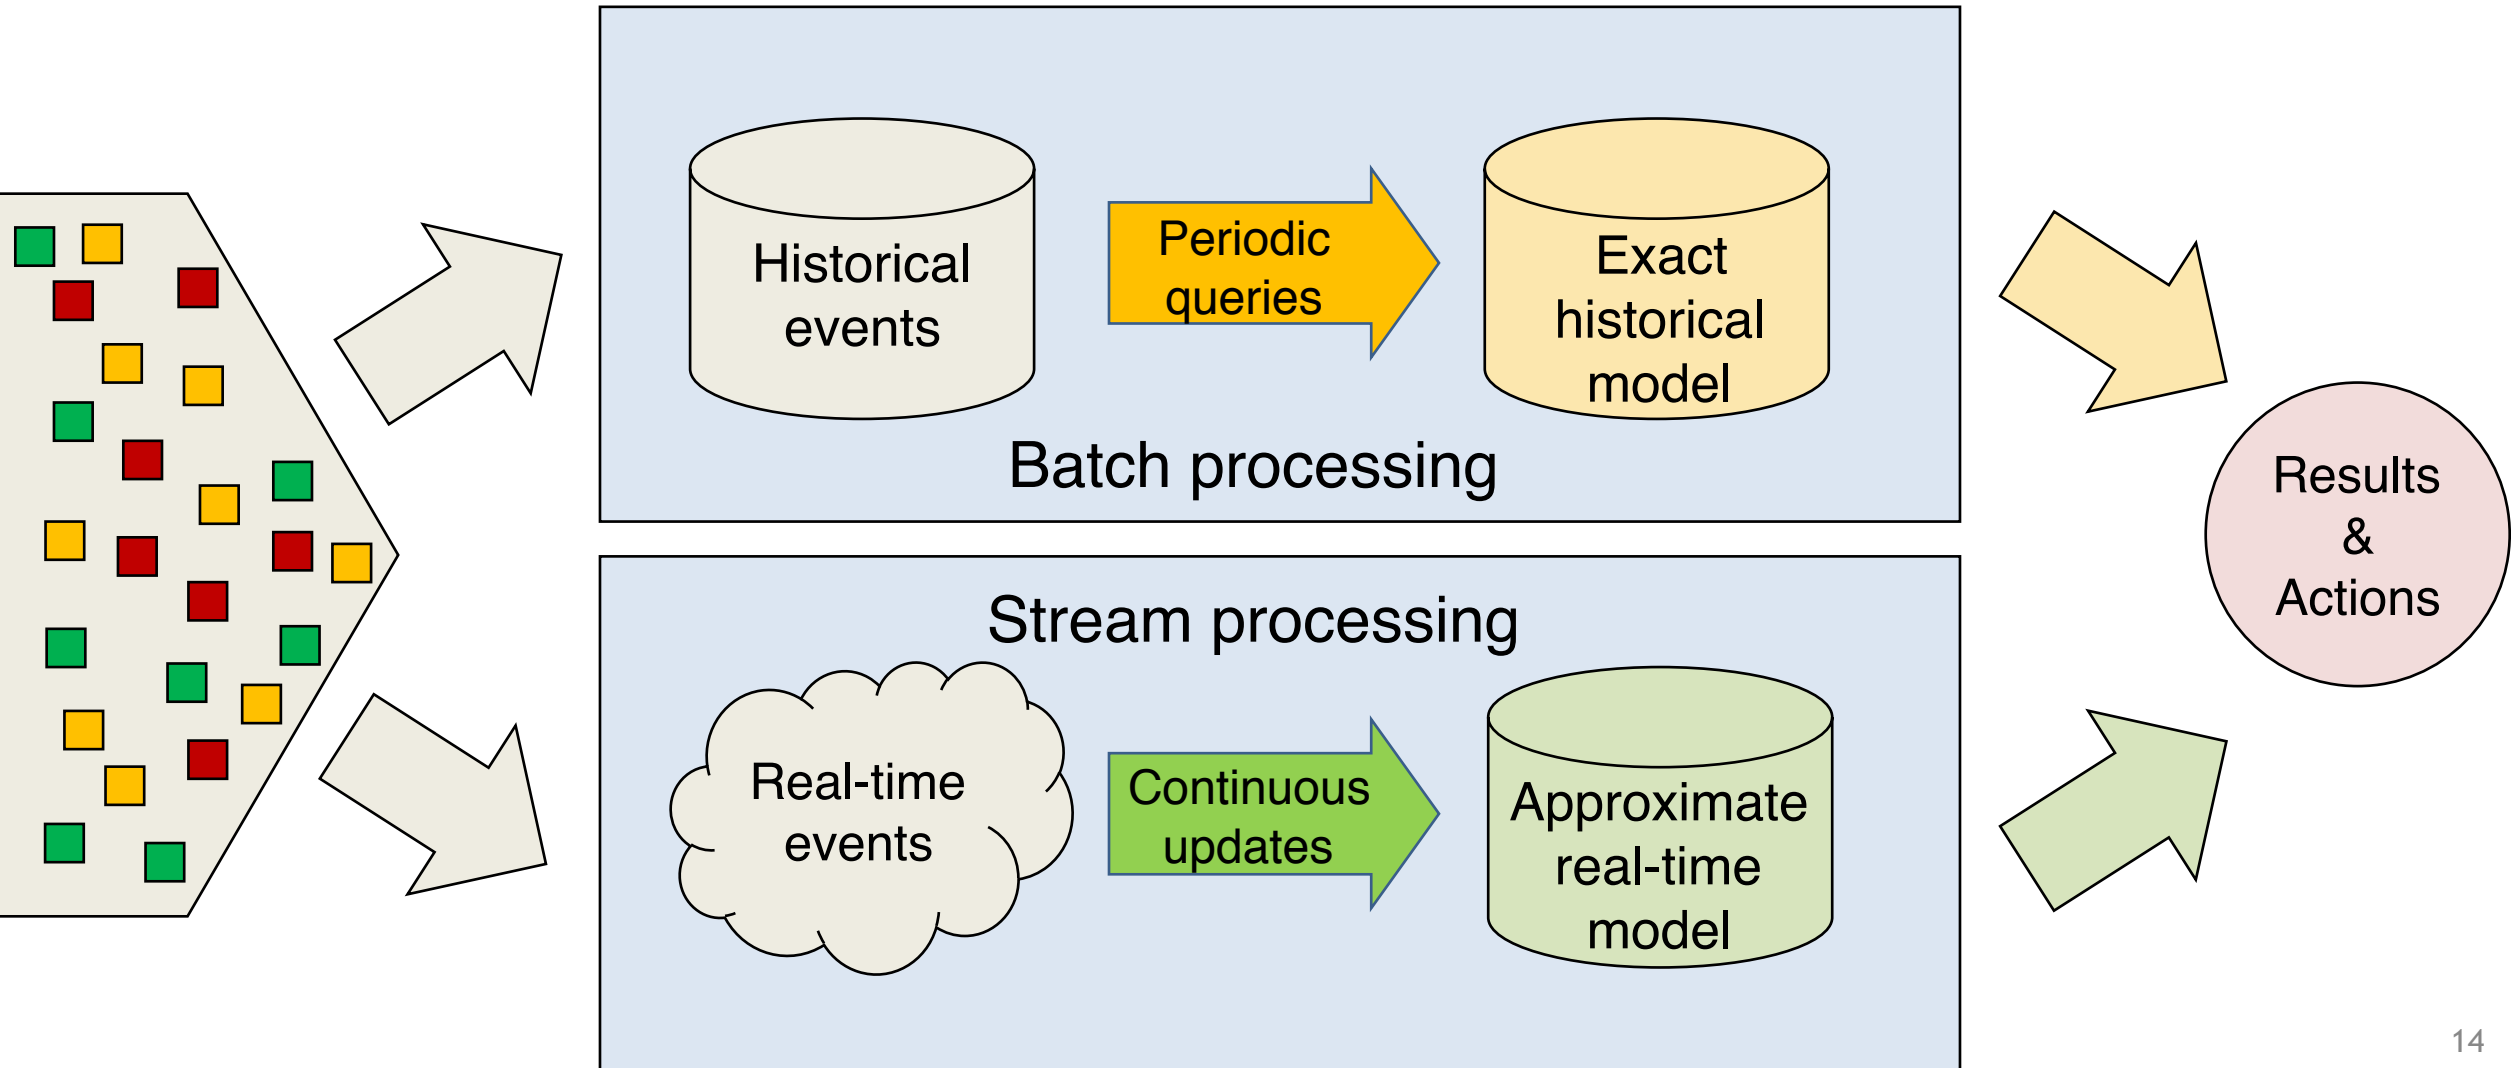 Historical
events
Periodic
queries
Exact
historical
model
Batch processing
Stream processing
Real-time
events
Continuous
updates
Approximate
real-time
model
Results
&
Actions
14